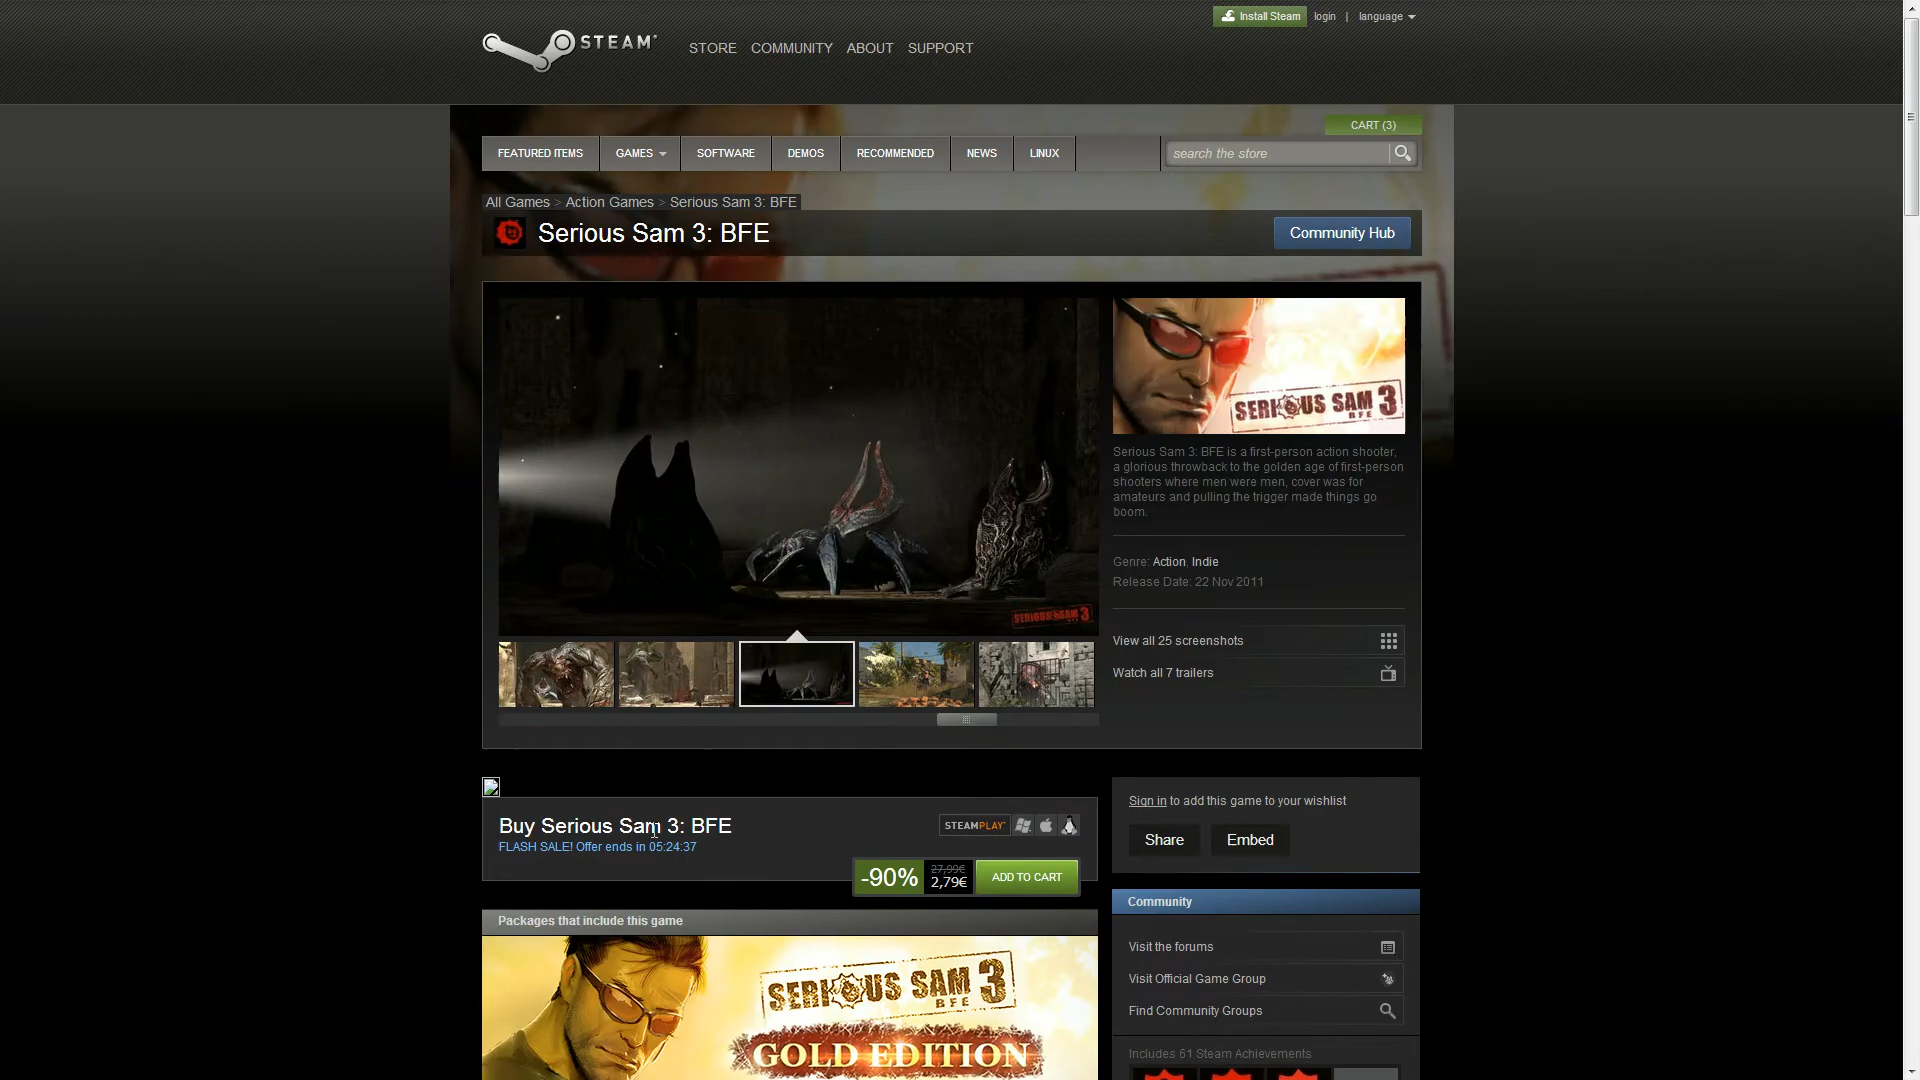 Install Steam login | language
STEAM
STORE COMMUNITY ABOUT SUPPORT
CART (3)
FEATURED ITEMS GAMES SOFTWARE DEMOS RECOMMENDED NEWS LINUX search the store
All Games > Action Games > Serious Sam 3: BFE
Serious Sam 3: BFE
Community Hub
SERIOUS SAM 3
BFE
SERIOUS SAM 3
Serious Sam 3: BFE is a first-person action shooter,
a glorious throwback to the golden age of first-person
shooters where men were men, cover was for
amateurs and pulling the trigger made things go
boom.
Genre: Action, Indie
Release Date: 22 Nov 2011
View all 25 screenshots
Watch all 7 trailers
Buy Serious Sam 3: BFE
STEAMPLAY
FLASH SALE! Offer ends in 05:24:37
-90% 27,99€
2,79€
ADD TO CART
Sign in to add this game to your wishlist
Share Embed
Packages that include this game
SERIOUS SAM 3
BFE
GOLD EDITION
Community
Visit the forums
Visit Official Game Group
Find Community Groups
Includes 61 Steam Achievements